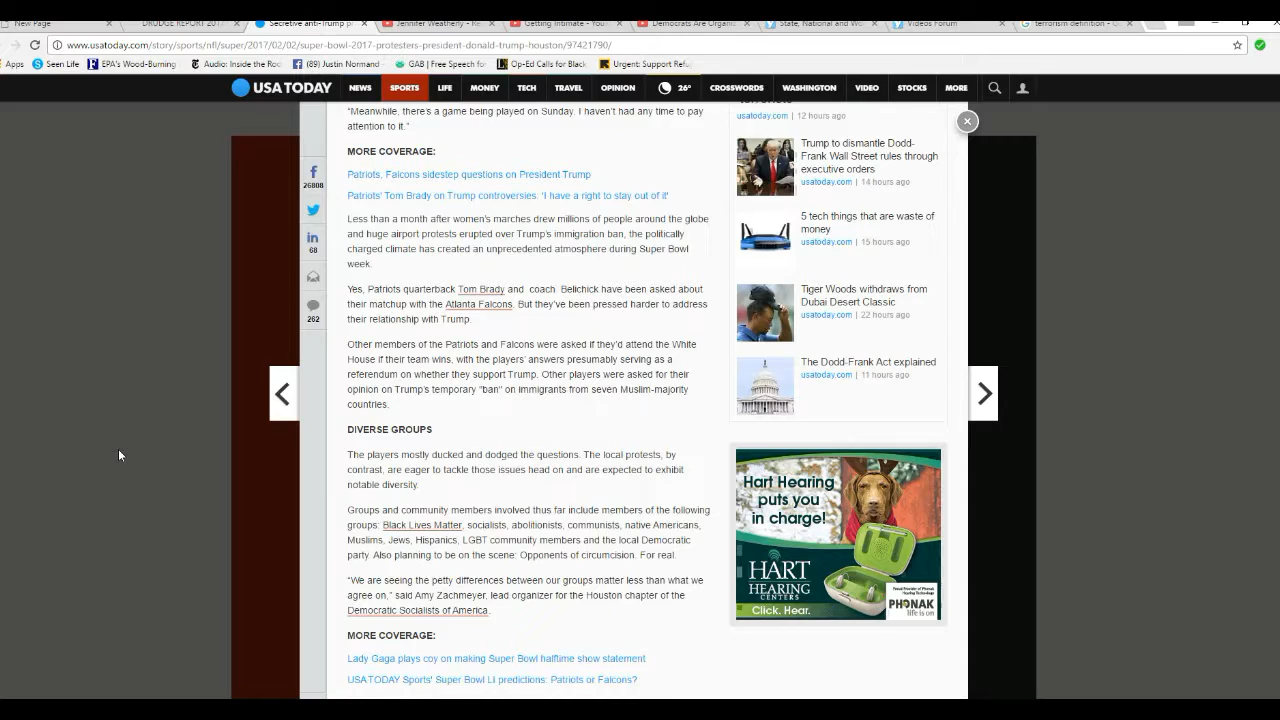 New Page
DRUDGE REPORT 2017
Secretive anti-Trump p
Jennifer Weatherly - Re
Getting Intimate - You
Democrats Are Organi
State, National and Wo
Videos Forum
terrorism definition - G
www.usatoday.com/story/sports/nfl/super/2017/02/02/super-bowl-2017-protesters-president-donald-trump-houston/97421790/
Apps
Seen Life
EPA's Wood-Burning
Audio: Inside the Rod
(89) Justin Normand
GAB | Free Speech fo
Op-Ed Calls for Black
Urgent: Support Refu
USA TODAY
NEWS
SPORTS
LIFE
MONEY
TECH
TRAVEL
OPINION
26°
CROSSWORDS
WASHINGTON
VIDEO
STOCKS
MORE
26808
68
262
“Meanwhile, there's a game being played on Sunday. I haven't had any time to pay
attention to it.”
MORE COVERAGE:
Patriots, Falcons sidestep questions on President Trump
Patriots' Tom Brady on Trump controversies: 'I have a right to stay out of it'
Less than a month after women's marches drew millions of people around the globe
and huge airport protests erupted over Trump's immigration ban, the politically
charged climate has created an unprecedented atmosphere during Super Bowl
week.
Yes, Patriots quarterback Tom Brady and coach Belichick have been asked about
their matchup with the Atlanta Falcons. But they've been pressed harder to address
their relationship with Trump.
Other members of the Patriots and Falcons were asked if they'd attend the White
House if their team wins, with the players' answers presumably serving as a
referendum on whether they support Trump. Other players were asked for their
opinion on Trump's temporary "ban" on immigrants from seven Muslim-majority
countries.
DIVERSE GROUPS
The players mostly ducked and dodged the questions. The local protests, by
contrast, are eager to tackle those issues head on and are expected to exhibit
notable diversity.
Groups and community members involved thus far include members of the following
groups: Black Lives Matter, socialists, abolitionists, communists, native Americans,
Muslims, Jews, Hispanics, LGBT community members and the local Democratic
party. Also planning to be on the scene: Opponents of circumcision. For real.
“We are seeing the petty differences between our groups matter less than what we
agree on,” said Amy Zachmeyer, lead organizer for the Houston chapter of the
Democratic Socialists of America.
MORE COVERAGE:
Lady Gaga plays coy on making Super Bowl halftime show statement
USA TODAY Sports' Super Bowl LI predictions: Patriots or Falcons?
usatoday.com | 12 hours ago
Trump to dismantle Dodd-
Frank Wall Street rules through
executive orders
usatoday.com | 14 hours ago
5 tech things that are waste of
money
usatoday.com | 15 hours ago
Tiger Woods withdraws from
Dubai Desert Classic
usatoday.com | 22 hours ago
The Dodd-Frank Act explained
usatoday.com | 11 hours ago
Hart Hearing
puts you
in charge!
HART
HEARING
CENTERS
Click. Hear.
PHONAK
life is on